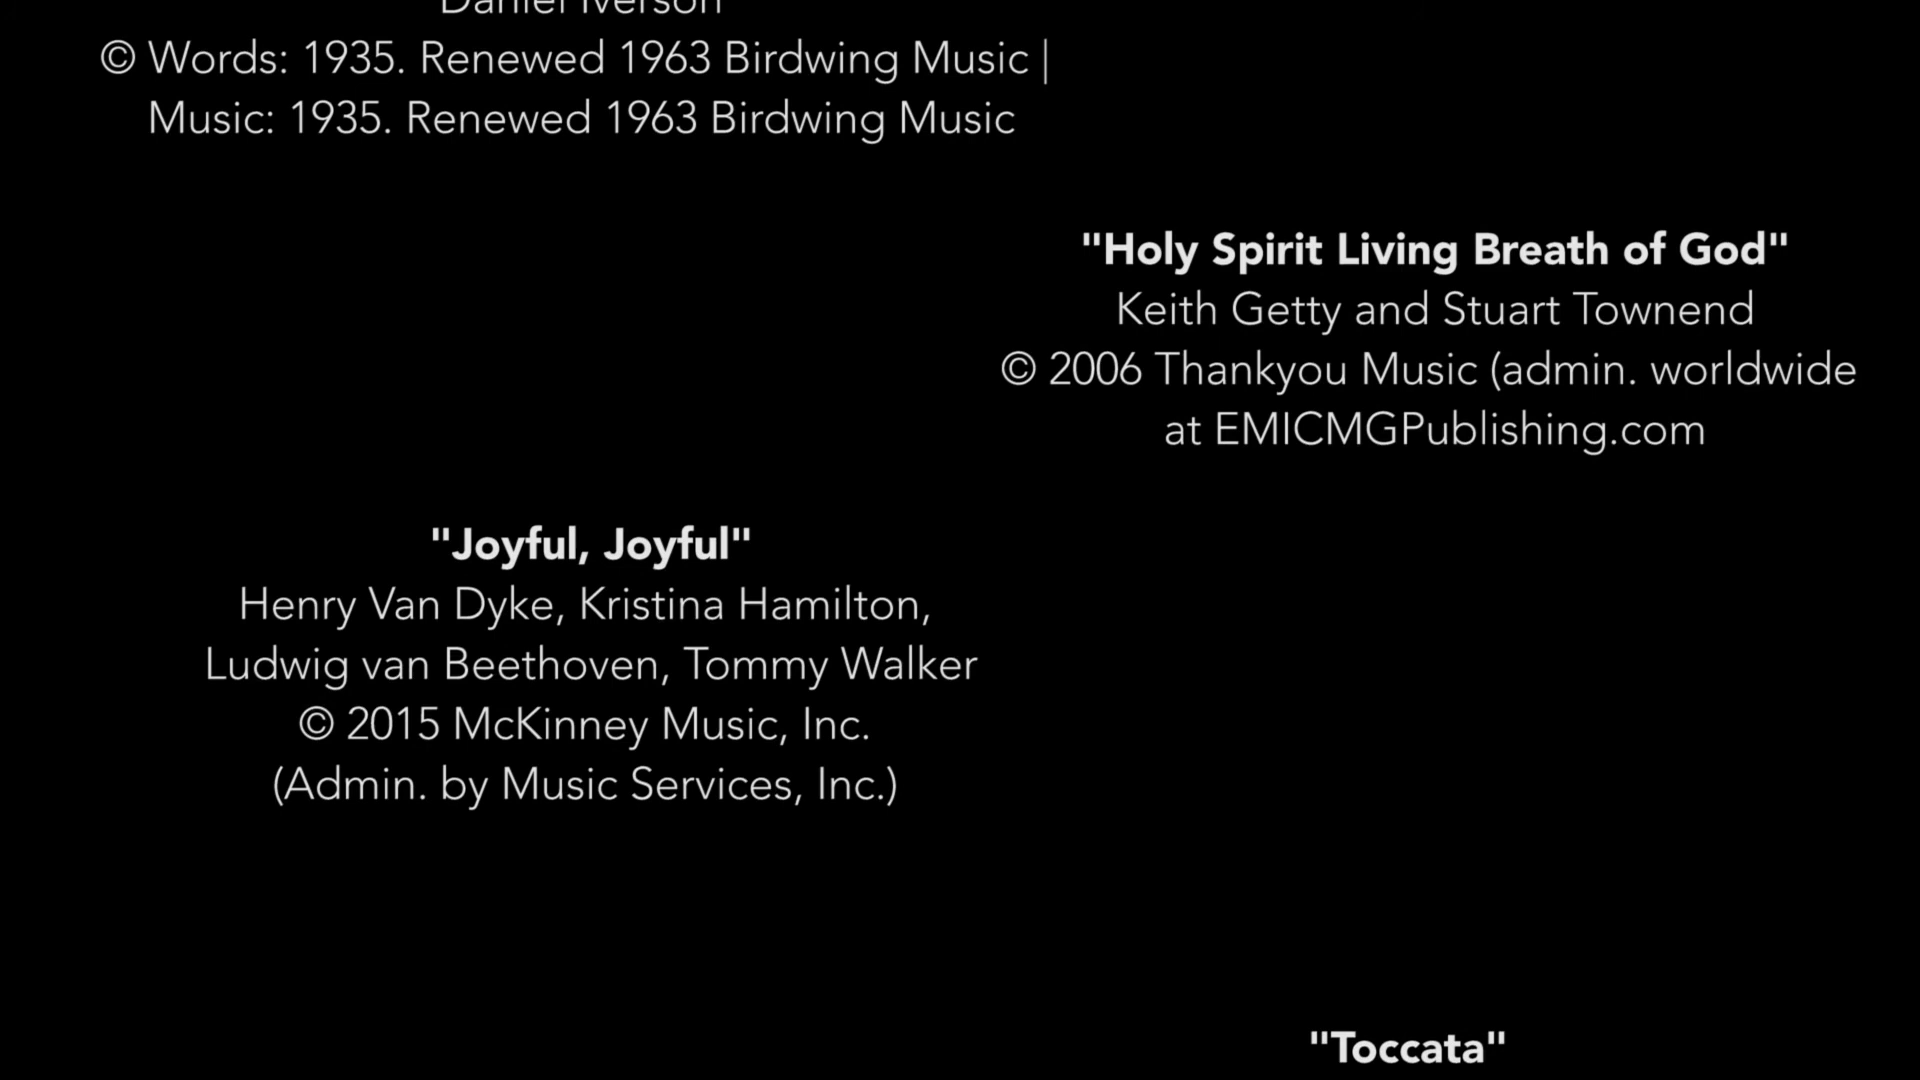 Daniel Iverson
© Words: 1935. Renewed 1963 Birdwing Music |
Music: 1935. Renewed 1963 Birdwing Music
"Holy Spirit Living Breath of God"
Keith Getty and Stuart Townend
© 2006 Thankyou Music (admin. worldwide
at EMICMGPublishing.com
"Joyful, Joyful"
Henry Van Dyke, Kristina Hamilton,
Ludwig van Beethoven, Tommy Walker
© 2015 McKinney Music, Inc.
(Admin. by Music Services, Inc.)
"Toccata"